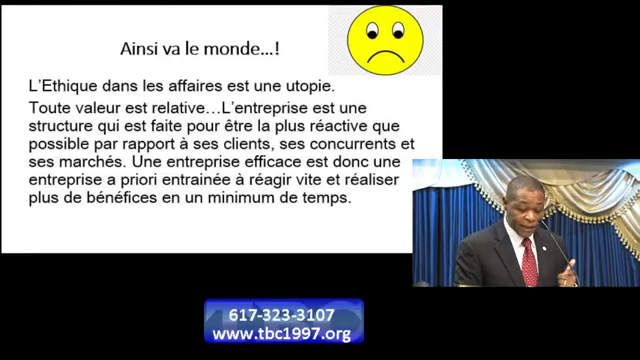 Ainsi va le monde…!
L'Ethique dans les affaires est une utopie.
Toute valeur est relative…L'entreprise est une
structure qui est faite pour être la plus réactive que
possible par rapport à ses clients, ses concurrents et
ses marchés. Une entreprise efficace est donc une
entreprise a priori entrainée à réagir vite et réaliser
plus de bénéfices en un minimum de temps.
617-323-3107
www.tbc1997.org